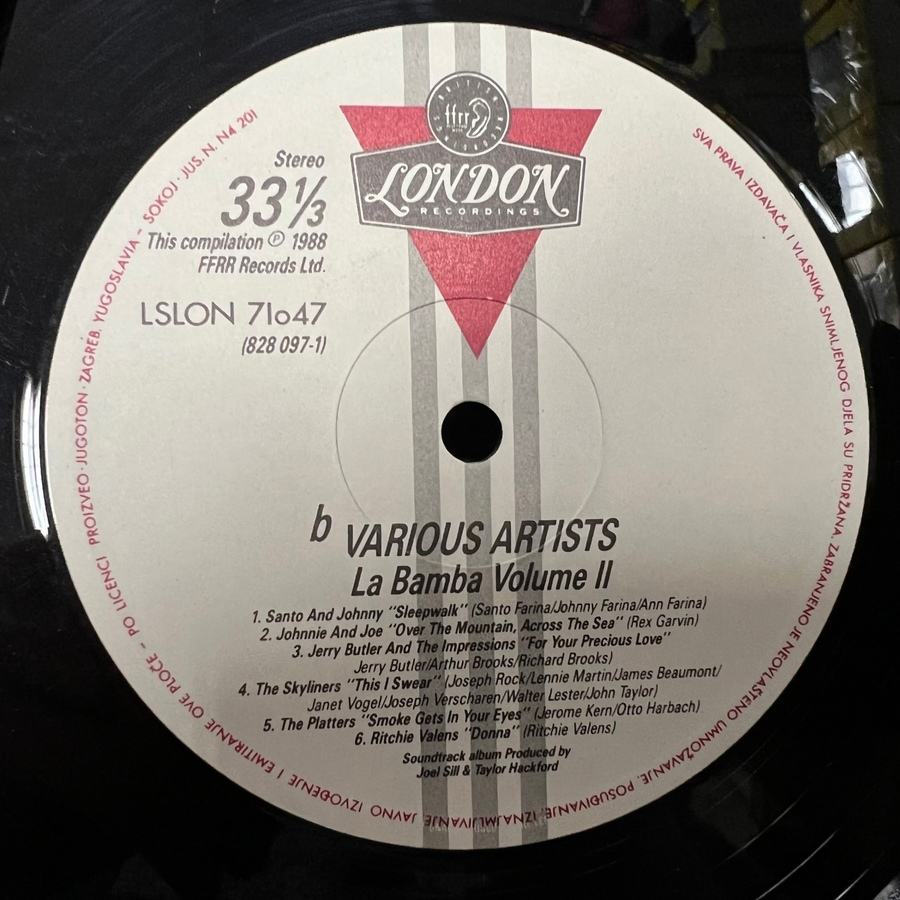 ffrr
LONDON
RECORDINGS
Stereo
33⅓
This compilation ℗ 1988
FFRR Records Ltd.
LSLON 71o47
(828 097-1)
b VARIOUS ARTISTS
La Bamba Volume II
1. Santo And Johnny "Sleepwalk" (Santo Farina/Johnny Farina/Ann Farina)
2. Johnnie And Joe "Over The Mountain, Across The Sea" (Rex Garvin)
3. Jerry Butler And The Impressions "For Your Precious Love"
Jerry Butler/Arthur Brooks/Richard Brooks)
4. The Skyliners "This I Swear" (Joseph Rock/Lennie Martin/James Beaumont/
Janet Vogel/Joseph Verscharen/Walter Lester/John Taylor)
5. The Platters "Smoke Gets In Your Eyes" (Jerome Kern/Otto Harbach)
6. Ritchie Valens "Donna" (Ritchie Valens)
Soundtrack album Produced by
Joel Sill & Taylor Hackford
SVA PRAVA IZDAVAČA I VLASNIKA SNIMLJENOG DJELA SU PRIDRŽANA. ZABRANJENO JE NEOVLAŠTENO UMNOŽAVANJE, POSUĐIVANJE, IZNAJMLJIVANJE, JAVNO IZVOĐENJE I EMITIRANJE OVE PLOČE – PO LICENCI PROIZVEO · JUGOTON · ZAGREB, YUGOSLAVIA – SOKOJ · JUS. N. N4 201